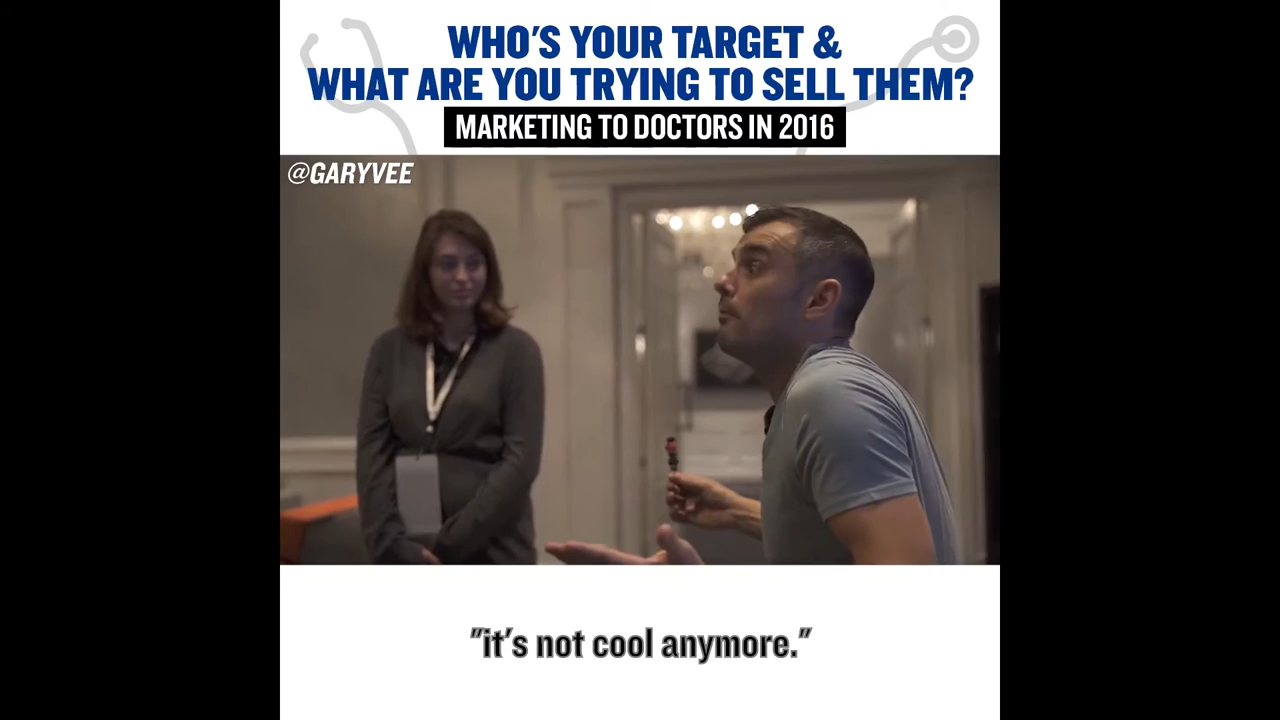 WHO'S YOUR TARGET &
WHAT ARE YOU TRYING TO SELL THEM?
MARKETING TO DOCTORS IN 2016
@GARYVEE
"it's not cool anymore."